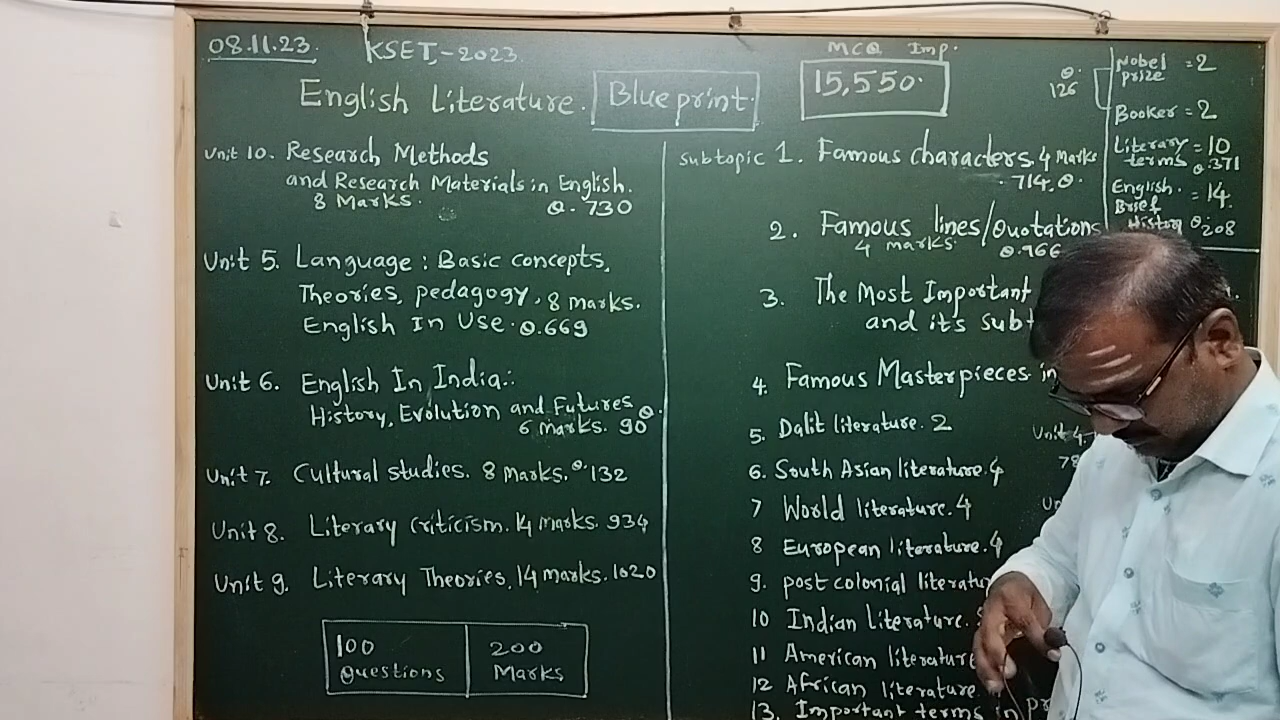 08.11.23. KSET-2023
English Literature. Blueprint.
MCQ Imp.
15,550.
Unit 10. Research Methods
and Research Materials in English.
8 Marks. Q. 730
Unit 5. Language : Basic concepts,
Theories, pedagogy, 8 marks.
English In Use. Q.669
Unit 6. English In India:
History, Evolution and Futures Q.
6 marks. 90
Unit 7. Cultural studies. 8 Marks. Q. 132
Unit 8. Literary criticism. 14 marks. 934
Unit 9. Literary Theories, 14 marks. 1020
100
Questions
200
Marks
Subtopic 1. Famous characters. 4 Marks
714. Q.
2. Famous lines/Quotations
4 marks. Q.966
3. The Most Important
and its
4. Famous Masterpieces
5. Dalit literature. 2
6. South Asian literature. 4
7 World literature. 4
8 European literature. 4
9. post colonial
10 Indian Literature.
11 American literature
12 African literature.
13. Important terms in
Unit 4.
Q.
126
Nobel = 2
prize
Booker = 2
Literary = 10
terms Q.371
English = 14.
Brief
History Q.208